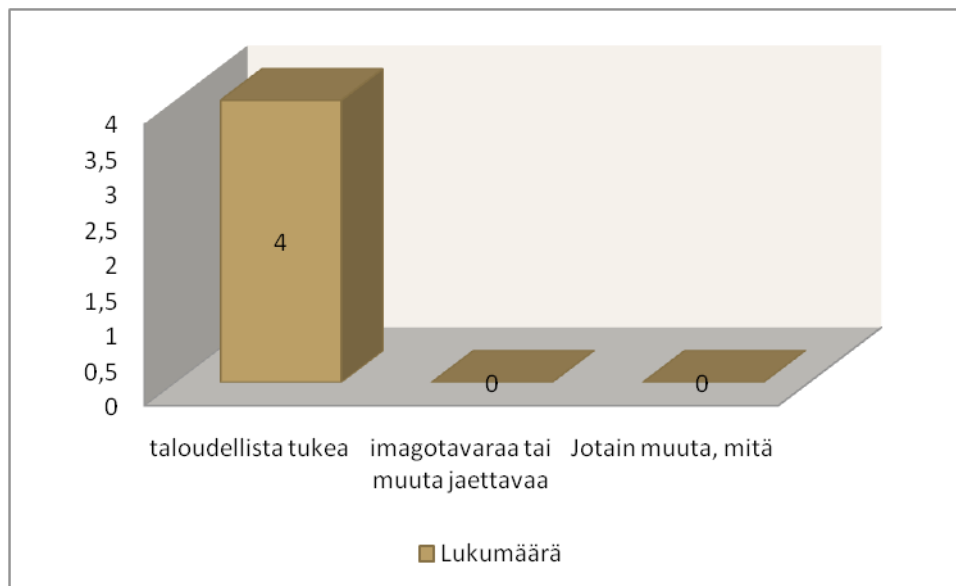 4
3,5
3
2,5
2
1,5
1
0,5
0
4
0
0
taloudellista tukea
imagotavaraa tai
muuta jaettavaa
Jotain muuta, mitä
Lukumäärä